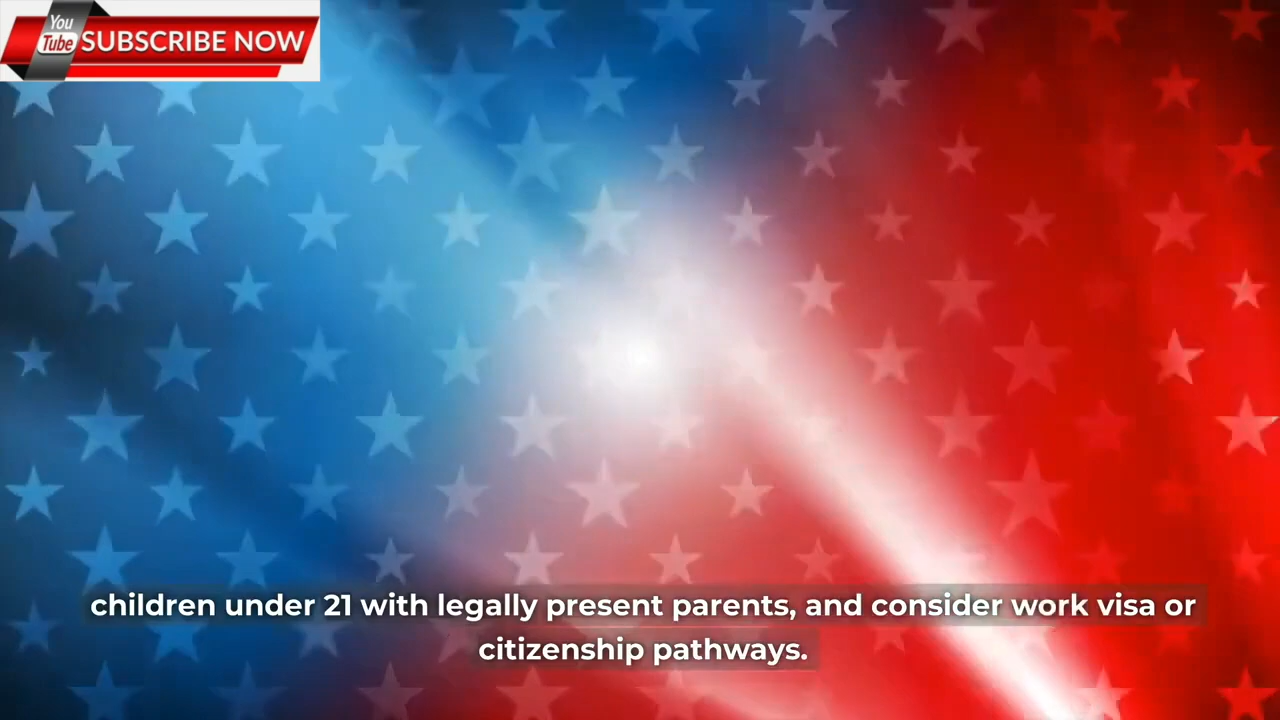 You
Tube
SUBSCRIBE NOW
children under 21 with legally present parents, and consider work visa or
citizenship pathways.